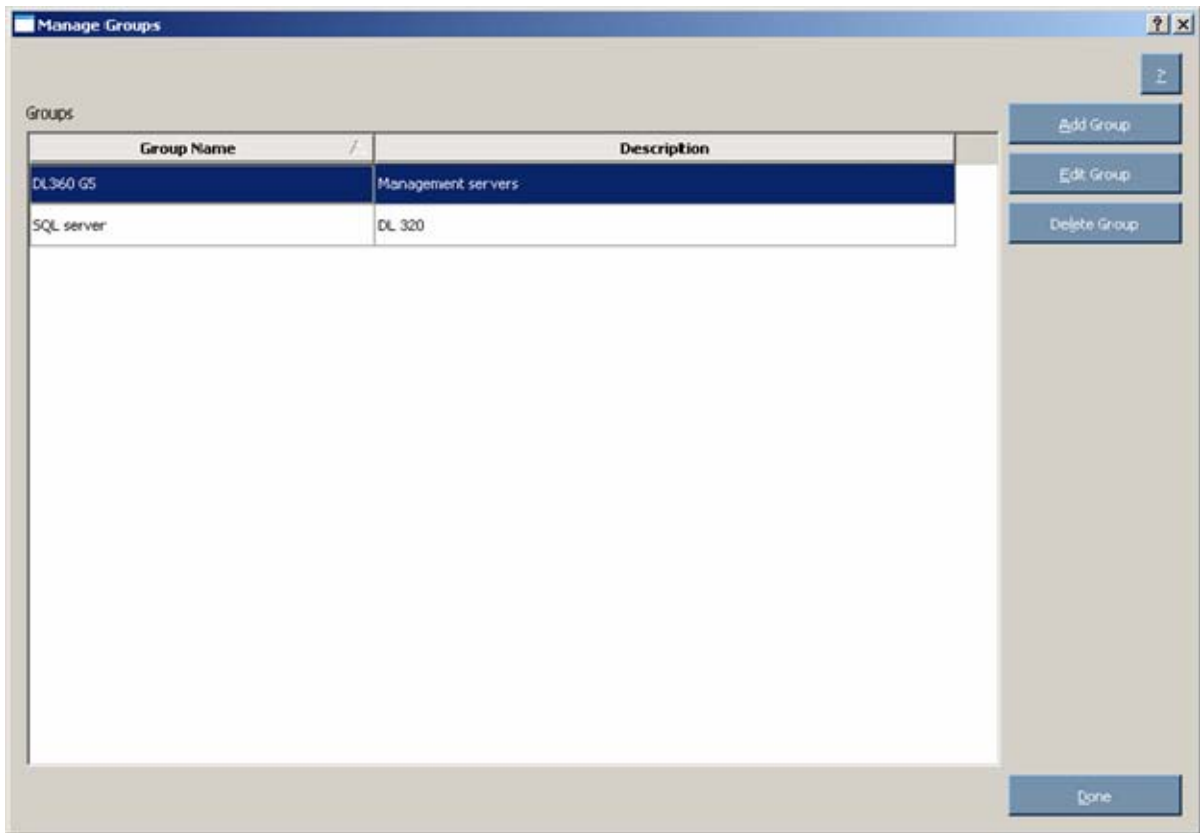 Manage Groups
?
Groups
Add Group
Group Name
Description
DL360 G5
Management servers
Edit Group
SQL server
DL 320
Delete Group
Done